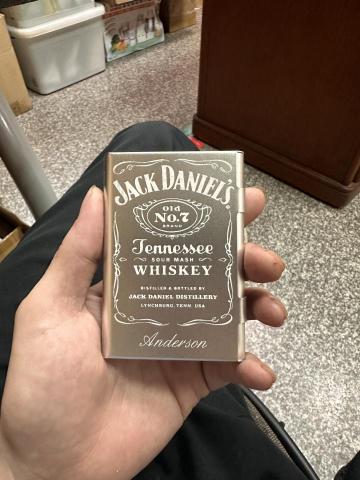 JACK DANIEL'S
Old
No.7
BRAND
Tennessee
SOUR MASH
WHISKEY
DISTILLED & BOTTLED BY
JACK DANIEL DISTILLERY
LYNCHBURG, TENN. USA
Anderson